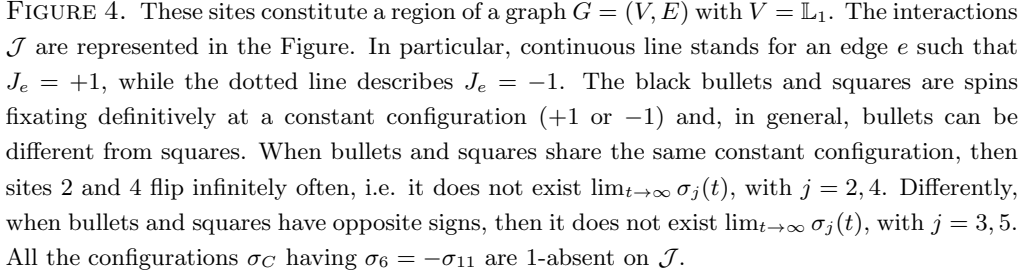 FIGURE 4. These sites constitute a region of a graph G = (V, E) with V = 𝕃₁. The interactions
𝒥 are represented in the Figure. In particular, continuous line stands for an edge e such that
Jₑ = +1, while the dotted line describes Jₑ = −1. The black bullets and squares are spins
fixating definitively at a constant configuration (+1 or −1) and, in general, bullets can be
different from squares. When bullets and squares share the same constant configuration, then
sites 2 and 4 flip infinitely often, i.e. it does not exist lim_{t→∞} σ_j(t), with j = 2, 4. Differently,
when bullets and squares have opposite signs, then it does not exist lim_{t→∞} σ_j(t), with j = 3, 5.
All the configurations σ_C having σ₆ = −σ₁₁ are 1-absent on 𝒥.